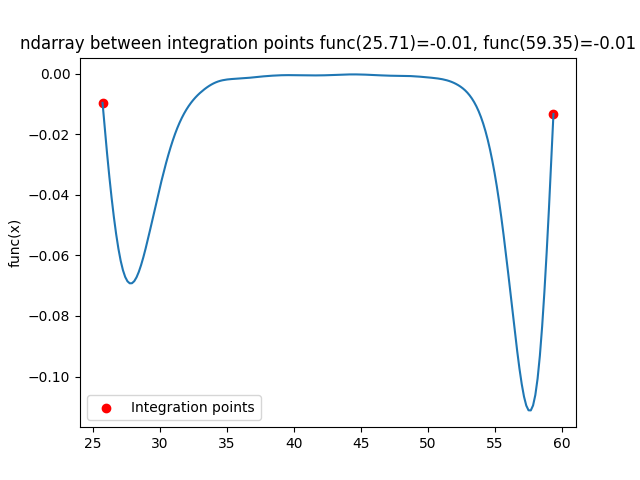 ndarray between integration points func(25.71)=-0.01, func(59.35)=-0.01
func(x)
0.00
−0.02
−0.04
−0.06
−0.08
−0.10
Integration points
25 30 35 40 45 50 55 60